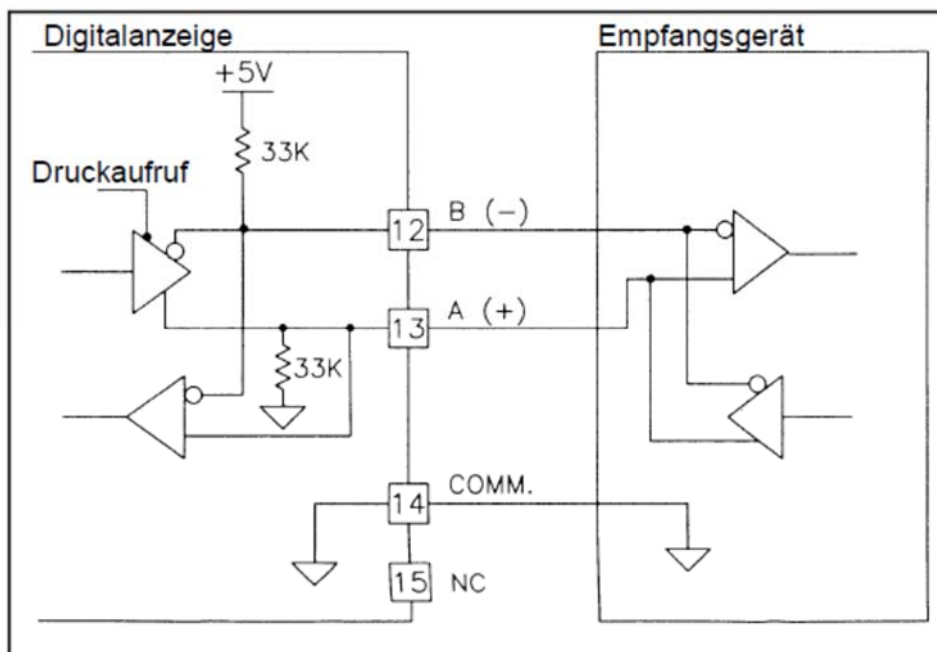 Digitalanzeige
Empfangsgerät
+5V
33K
Druckaufruf
12
B (-)
13
A (+)
33K
14
COMM.
15
NC